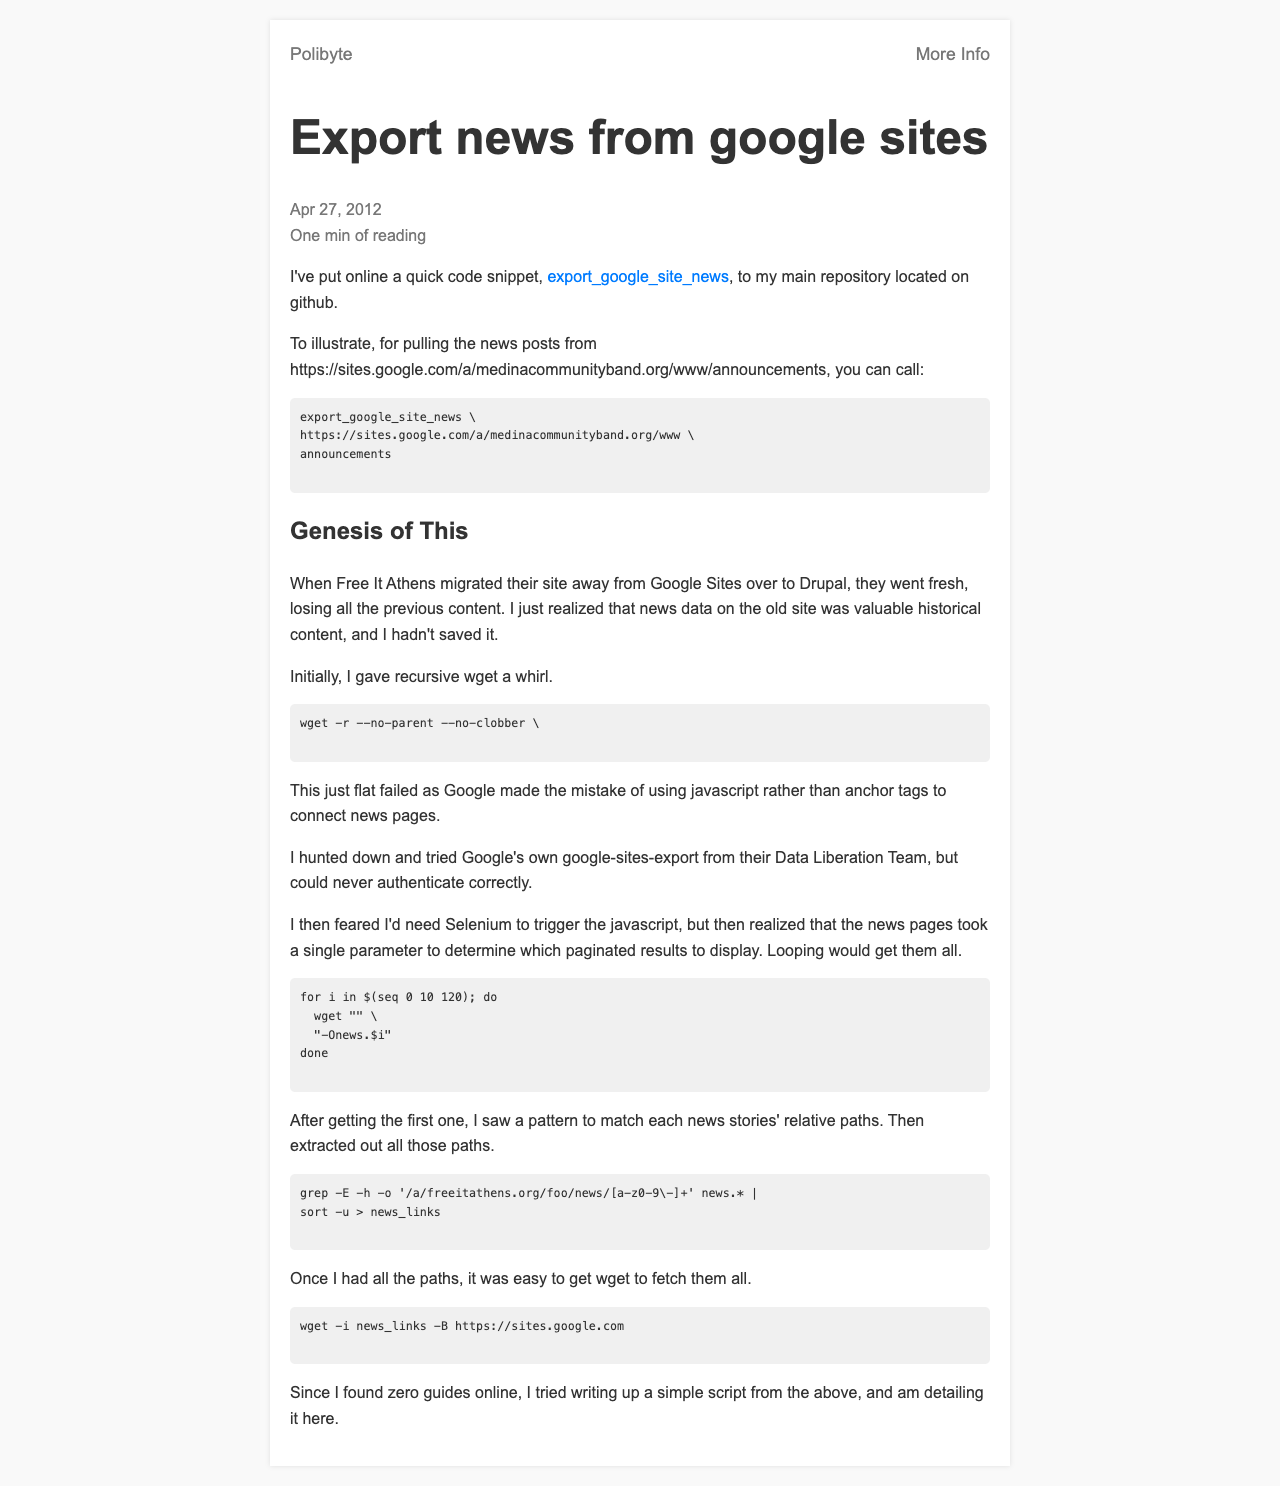 Polibyte
More Info
Export news from google sites
Apr 27, 2012
One min of reading
I've put online a quick code snippet, export_google_site_news, to my main repository located on
github.
To illustrate, for pulling the news posts from
https://sites.google.com/a/medinacommunityband.org/www/announcements, you can call:
export_google_site_news \
https://sites.google.com/a/medinacommunityband.org/www \
announcements
Genesis of This
When Free It Athens migrated their site away from Google Sites over to Drupal, they went fresh,
losing all the previous content. I just realized that news data on the old site was valuable historical
content, and I hadn't saved it.
Initially, I gave recursive wget a whirl.
wget -r --no-parent --no-clobber \
This just flat failed as Google made the mistake of using javascript rather than anchor tags to
connect news pages.
I hunted down and tried Google's own google-sites-export from their Data Liberation Team, but
could never authenticate correctly.
I then feared I'd need Selenium to trigger the javascript, but then realized that the news pages took
a single parameter to determine which paginated results to display. Looping would get them all.
for i in $(seq 0 10 120); do
  wget "" \
  "-Onews.$i"
done
After getting the first one, I saw a pattern to match each news stories' relative paths. Then
extracted out all those paths.
grep -E -h -o '/a/freeitathens.org/foo/news/[a-z0-9\-]+' news.* |
sort -u > news_links
Once I had all the paths, it was easy to get wget to fetch them all.
wget -i news_links -B https://sites.google.com
Since I found zero guides online, I tried writing up a simple script from the above, and am detailing
it here.